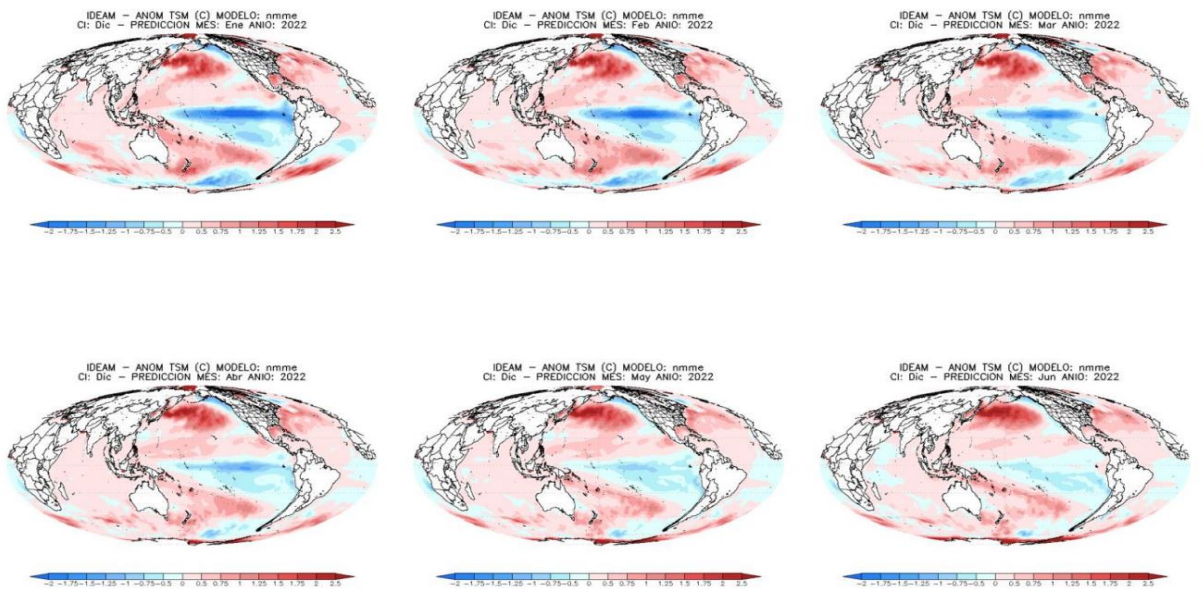 IDEAM – ANOM TSM (C) MODELO: nmme
CI: Dic – PREDICCION MES: Ene ANIO: 2022
-2 -1.75-1.5-1.25 -1 -0.75-0.5 0 0.5 0.75 1 1.25 1.5 1.75 2 2.5
IDEAM – ANOM TSM (C) MODELO: nmme
CI: Dic – PREDICCION MES: Feb ANIO: 2022
-2 -1.75-1.5-1.25 -1 -0.75-0.5 0 0.5 0.75 1 1.25 1.5 1.75 2 2.5
IDEAM – ANOM TSM (C) MODELO: nmme
CI: Dic – PREDICCION MES: Mar ANIO: 2022
-2 -1.75-1.5-1.25 -1 -0.75-0.5 0 0.5 0.75 1 1.25 1.5 1.75 2 2.5
IDEAM – ANOM TSM (C) MODELO: nmme
CI: Dic – PREDICCION MES: Abr ANIO: 2022
-2 -1.75-1.5-1.25 -1 -0.75-0.5 0 0.5 0.75 1 1.25 1.5 1.75 2 2.5
IDEAM – ANOM TSM (C) MODELO: nmme
CI: Dic – PREDICCION MES: May ANIO: 2022
-2 -1.75-1.5-1.25 -1 -0.75-0.5 0 0.5 0.75 1 1.25 1.5 1.75 2 2.5
IDEAM – ANOM TSM (C) MODELO: nmme
CI: Dic – PREDICCION MES: Jun ANIO: 2022
-2 -1.75-1.5-1.25 -1 -0.75-0.5 0 0.5 0.75 1 1.25 1.5 1.75 2 2.5